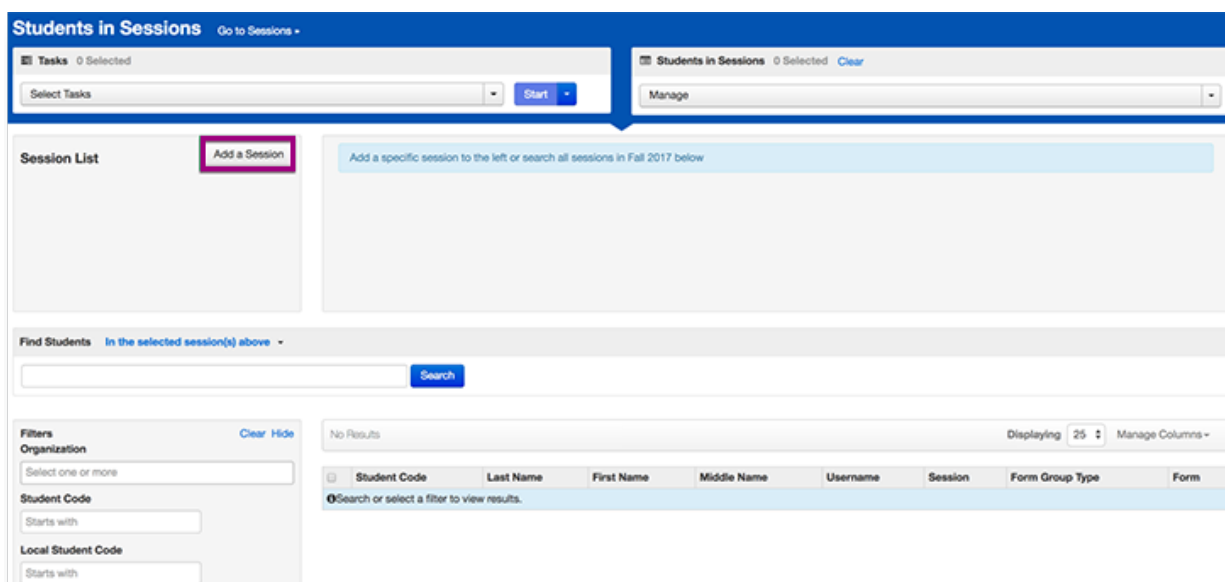 Students in Sessions Go to Sessions
Tasks 0 Selected
Students in Sessions 0 Selected Clear
Select Tasks
Start
Manage
Session List
Add a Session
Add a specific session to the left or search all sessions in Fall 2017 below
Find Students In the selected session(s) above
Search
Filters Clear Hide
No Results Displaying 25 Manage Columns
Organization
Select one or more
Student Code Last Name First Name Middle Name Username Session Form Group Type Form
Search or select a filter to view results.
Student Code
Starts with
Local Student Code
Starts with